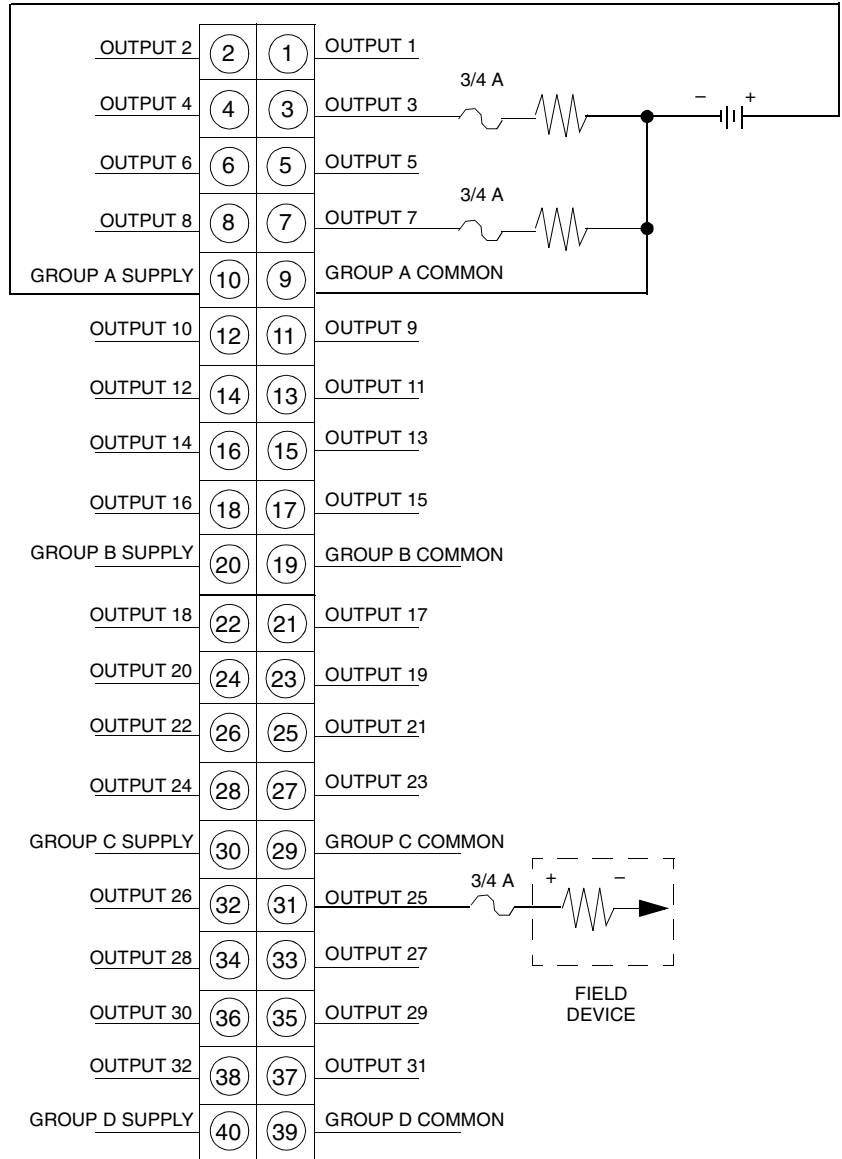 OUTPUT 2 2 1 OUTPUT 1
3/4 A
OUTPUT 4 4 3 OUTPUT 3 – +
OUTPUT 6 6 5 OUTPUT 5
3/4 A
OUTPUT 8 8 7 OUTPUT 7
GROUP A SUPPLY 10 9 GROUP A COMMON
OUTPUT 10 12 11 OUTPUT 9
OUTPUT 12 14 13 OUTPUT 11
OUTPUT 14 16 15 OUTPUT 13
OUTPUT 16 18 17 OUTPUT 15
GROUP B SUPPLY 20 19 GROUP B COMMON
OUTPUT 18 22 21 OUTPUT 17
OUTPUT 20 24 23 OUTPUT 19
OUTPUT 22 26 25 OUTPUT 21
OUTPUT 24 28 27 OUTPUT 23
GROUP C SUPPLY 30 29 GROUP C COMMON
3/4 A + –
OUTPUT 26 32 31 OUTPUT 25
OUTPUT 28 34 33 OUTPUT 27
FIELD
DEVICE
OUTPUT 30 36 35 OUTPUT 29
OUTPUT 32 38 37 OUTPUT 31
GROUP D SUPPLY 40 39 GROUP D COMMON